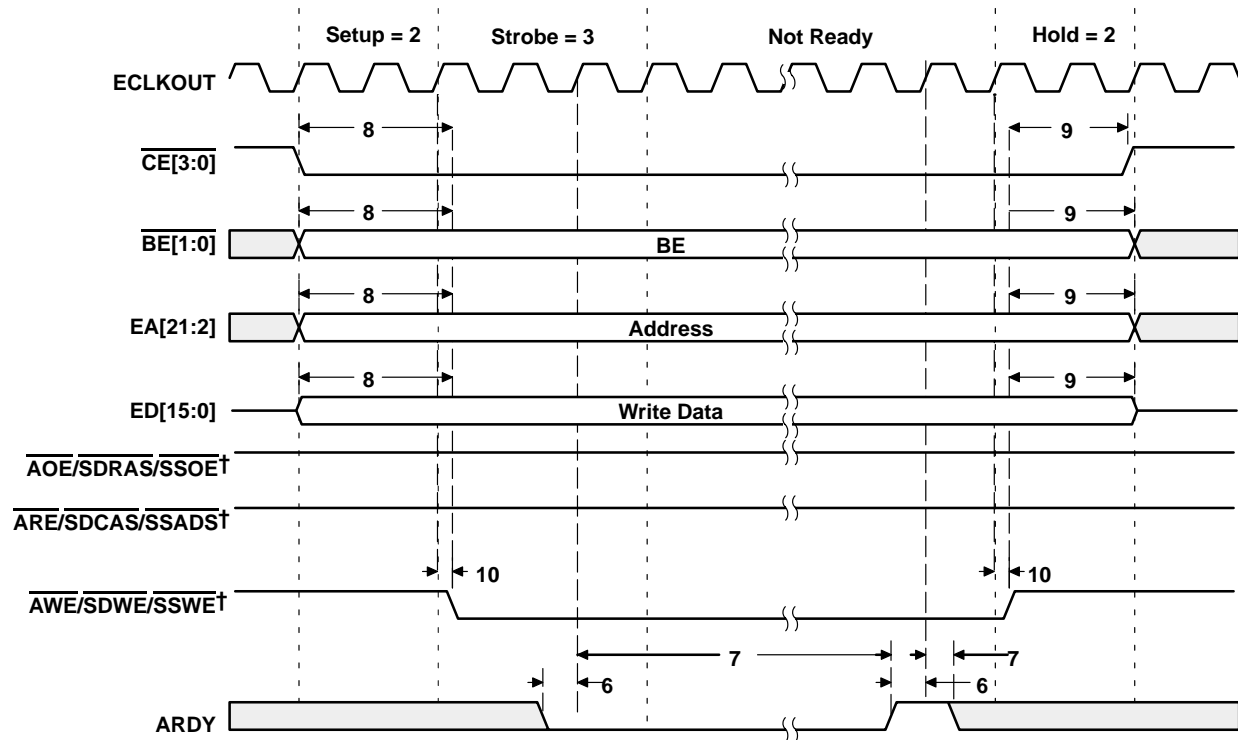 Setup = 2 Strobe = 3 Not Ready Hold = 2
ECLKOUT
8 9
CE[3:0]
8 9
BE[1:0] BE
8 9
EA[21:2] Address
8 9
ED[15:0] Write Data
AOE/SDRAS/SSOE†
ARE/SDCAS/SSADS†
10 10
AWE/SDWE/SSWE†
7 7
6 6
ARDY